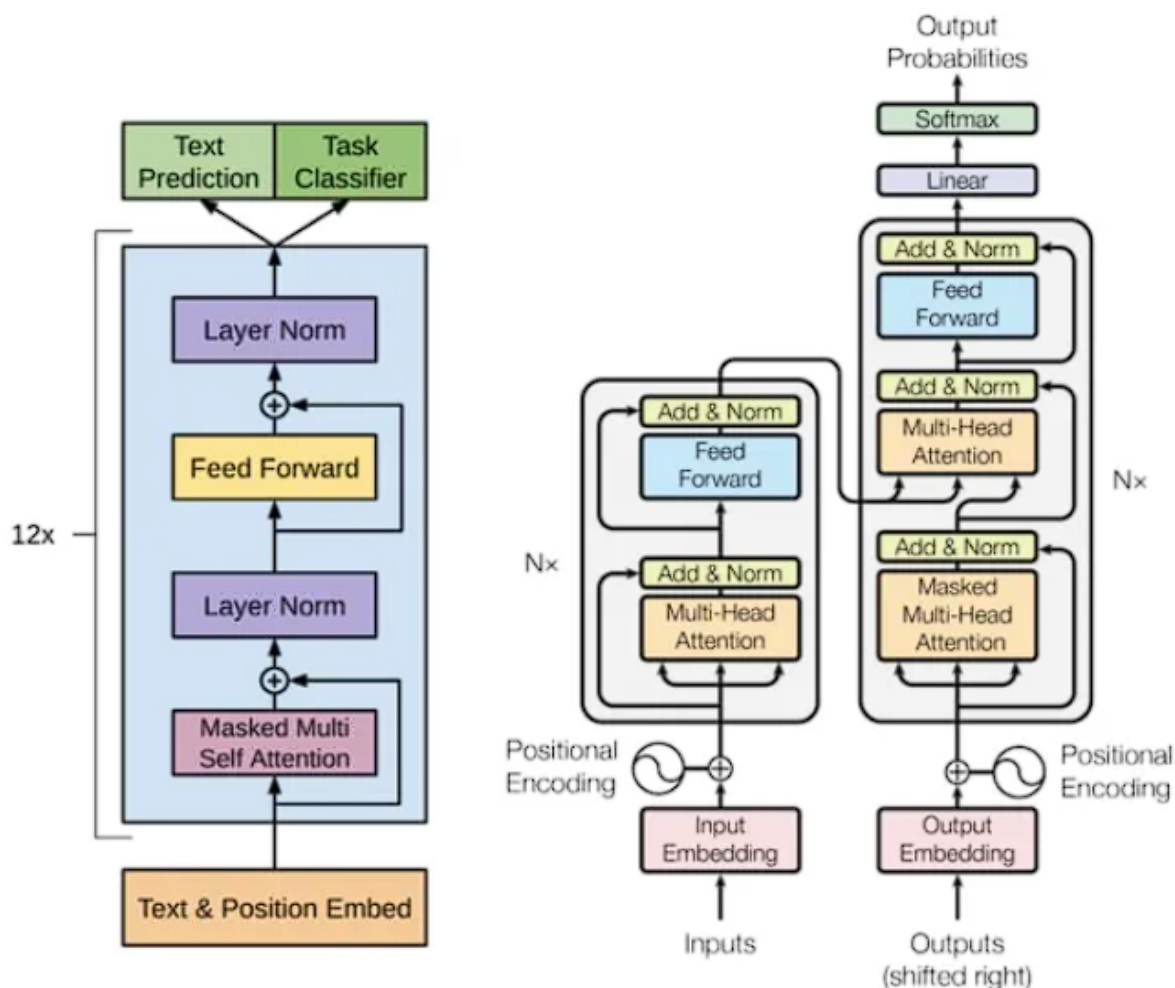 Text
Prediction
Task
Classifier
Layer Norm
Feed Forward
12x
Layer Norm
Masked Multi
Self Attention
Text & Position Embed
Output
Probabilities
Softmax
Linear
Add & Norm
Feed
Forward
Add & Norm
Multi-Head
Attention
Nx
Add & Norm
Masked
Multi-Head
Attention
Add & Norm
Feed
Forward
Nx
Add & Norm
Multi-Head
Attention
Positional
Encoding
Positional
Encoding
Input
Embedding
Output
Embedding
Inputs
Outputs
(shifted right)